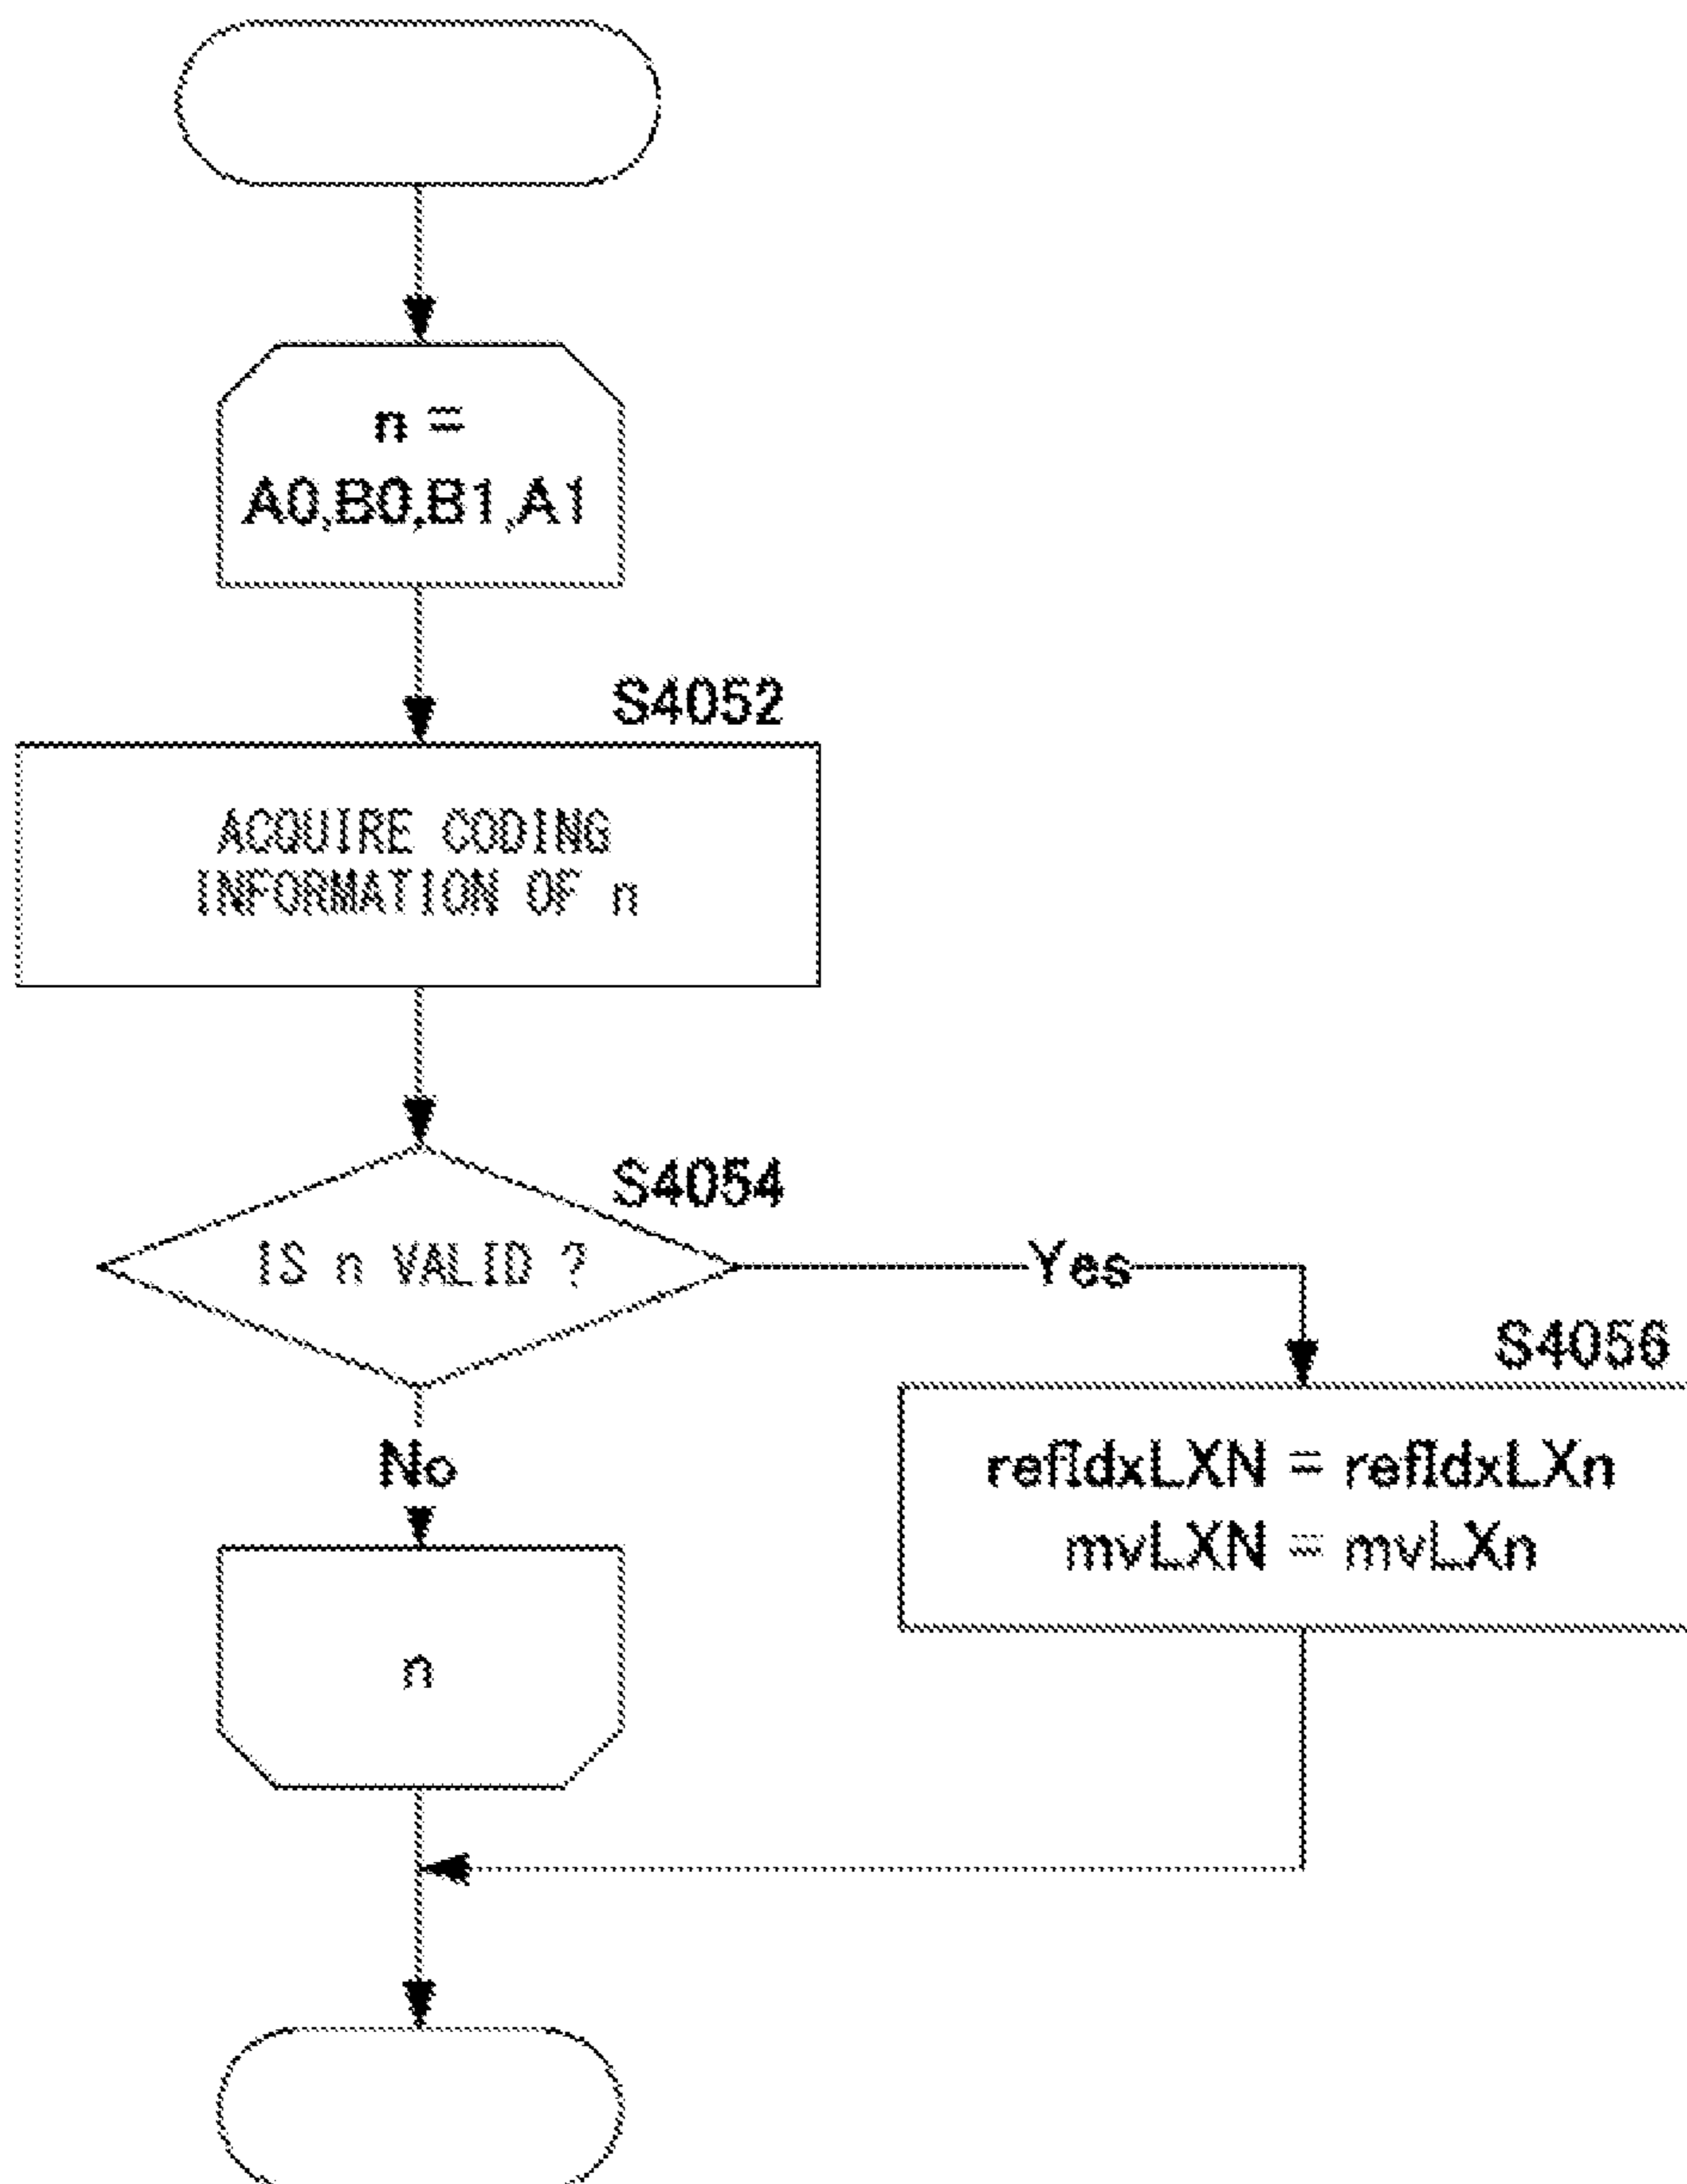 n =
A0,B0,B1,A1
S4052
ACQUIRE CODING
INFORMATION OF n
S4054
IS n VALID ?
Yes
S4056
refIdxLXN = refIdxLXn
mvLXN = mvLXn
No
n